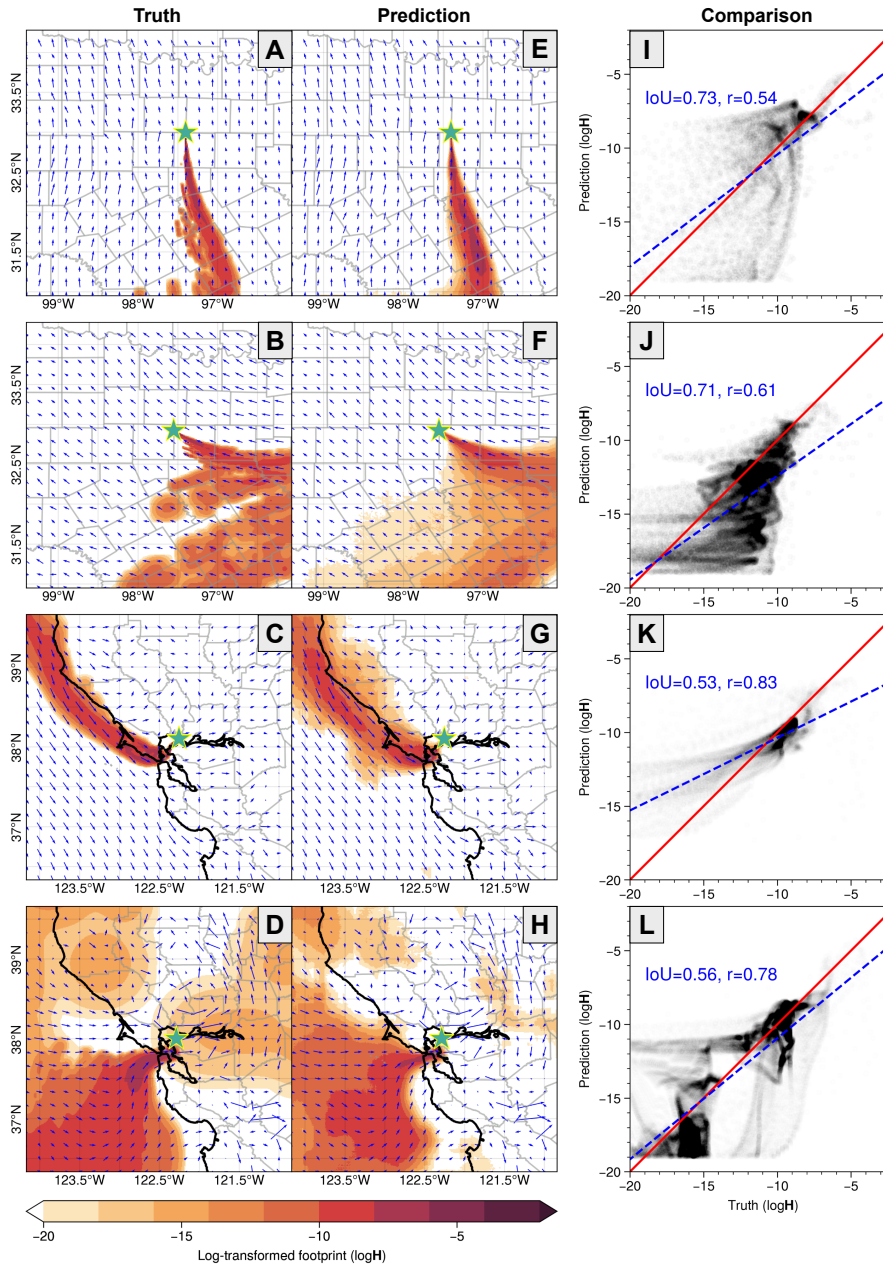 Truth
Prediction
Comparison
A
E
I
33.5°N
32.5°N
31.5°N
99°W
98°W
97°W
99°W
98°W
97°W
IoU=0.73, r=0.54
Prediction (logH)
−5
−10
−15
−20
−20
−15
−10
−5
B
F
J
33.5°N
32.5°N
31.5°N
99°W
98°W
97°W
99°W
98°W
97°W
IoU=0.71, r=0.61
Prediction (logH)
−5
−10
−15
−20
−20
−15
−10
−5
C
G
K
39°N
38°N
37°N
123.5°W
122.5°W
121.5°W
123.5°W
122.5°W
121.5°W
IoU=0.53, r=0.83
Prediction (logH)
−5
−10
−15
−20
−20
−15
−10
−5
D
H
L
39°N
38°N
37°N
123.5°W
122.5°W
121.5°W
123.5°W
122.5°W
121.5°W
IoU=0.56, r=0.78
Prediction (logH)
−5
−10
−15
−20
−20
−15
−10
−5
Truth (logH)
−20
−15
−10
−5
Log-transformed footprint (logH)